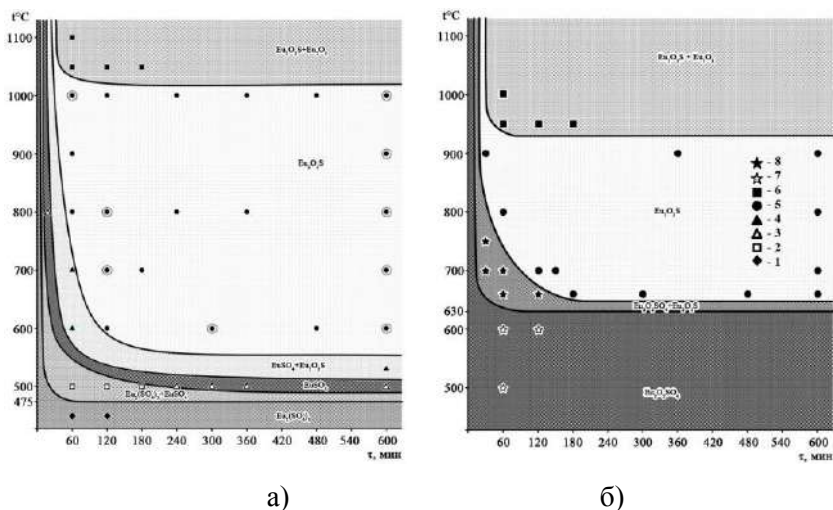 t°C
1100
1000
900
800
700
600
500
475
Eu₂O₂S+Eu₂O₃
Eu₂O₂S
EuSO₄+Eu₂O₂S
EuSO₄
Eu₂(SO₄)₃+EuSO₄
Eu₂(SO₄)₃
60 120 180 240 300 360 420 480 540 600
τ, мин
а)
t°C
1100
1000
900
800
700
630
600
500
Eu₂O₂S + Eu₂O₃
Eu₂O₂S
- 8
- 7
- 6
- 5
- 4
- 3
- 2
- 1
Eu₂O₂SO₄+Eu₂O₂S
Eu₂O₂SO₄
60 120 180 240 300 360 420 480 540 600
τ, мин
б)